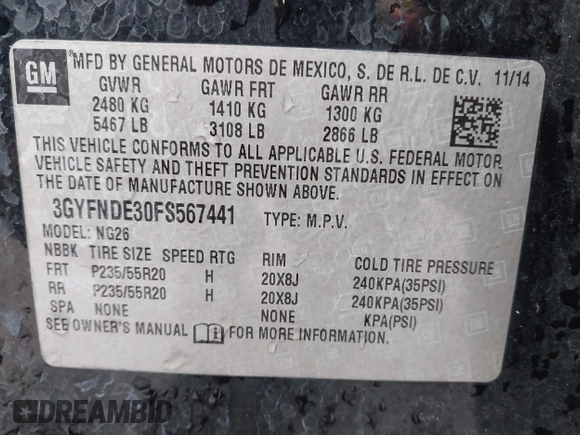 GM
MFD BY GENERAL MOTORS DE MEXICO, S. DE R.L. DE C.V. 11/14
GVWR GAWR FRT GAWR RR
2480 KG 1410 KG 1300 KG
5467 LB 3108 LB 2866 LB
THIS VEHICLE CONFORMS TO ALL APPLICABLE U.S. FEDERAL MOTOR
VEHICLE SAFETY AND THEFT PREVENTION STANDARDS IN EFFECT ON
THE DATE OF MANUFACTURE SHOWN ABOVE.
3GYFNDE30FS567441 TYPE: M.P.V.
MODEL: NG26
NBBK TIRE SIZE SPEED RTG RIM COLD TIRE PRESSURE
FRT P235/55R20 H 20X8J 240KPA(35PSI)
RR P235/55R20 H 20X8J 240KPA(35PSI)
SPA NONE NONE KPA(PSI)
SEE OWNER'S MANUAL FOR MORE INFORMATION.
DREAMBID